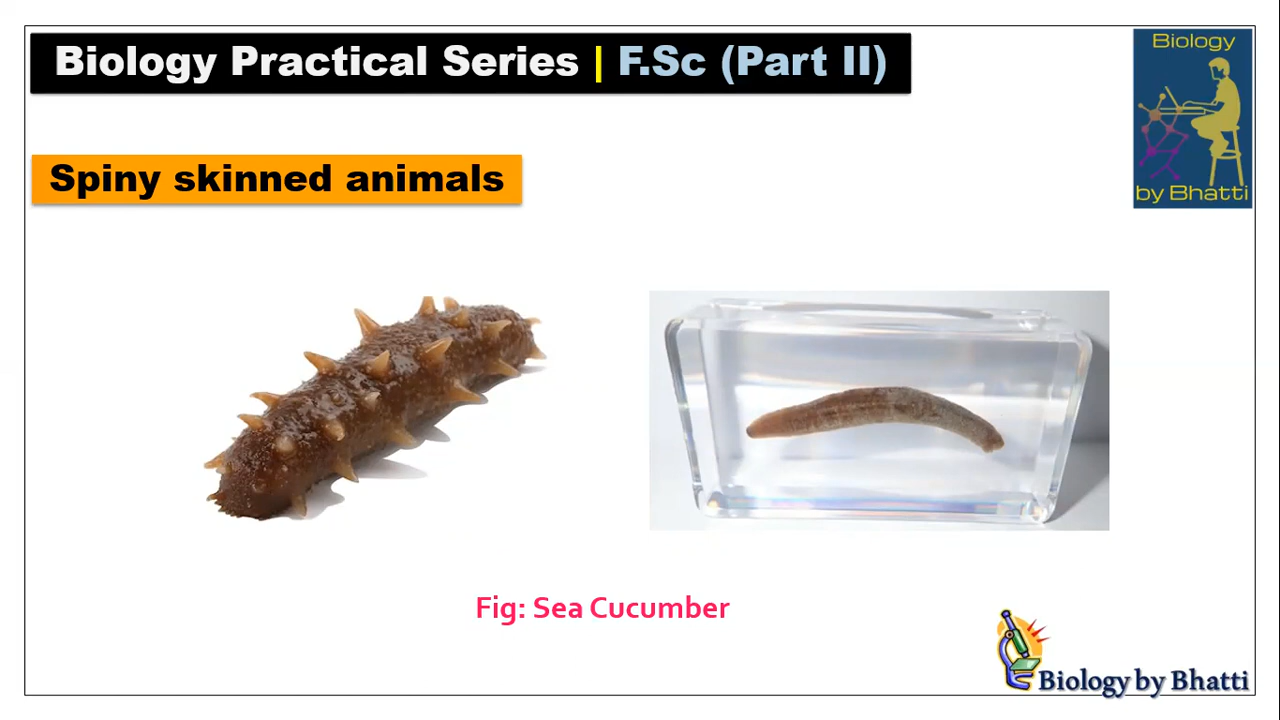 Biology Practical Series | F.Sc (Part II)
Biology
by Bhatti
Spiny skinned animals
Fig: Sea Cucumber
Biology by Bhatti